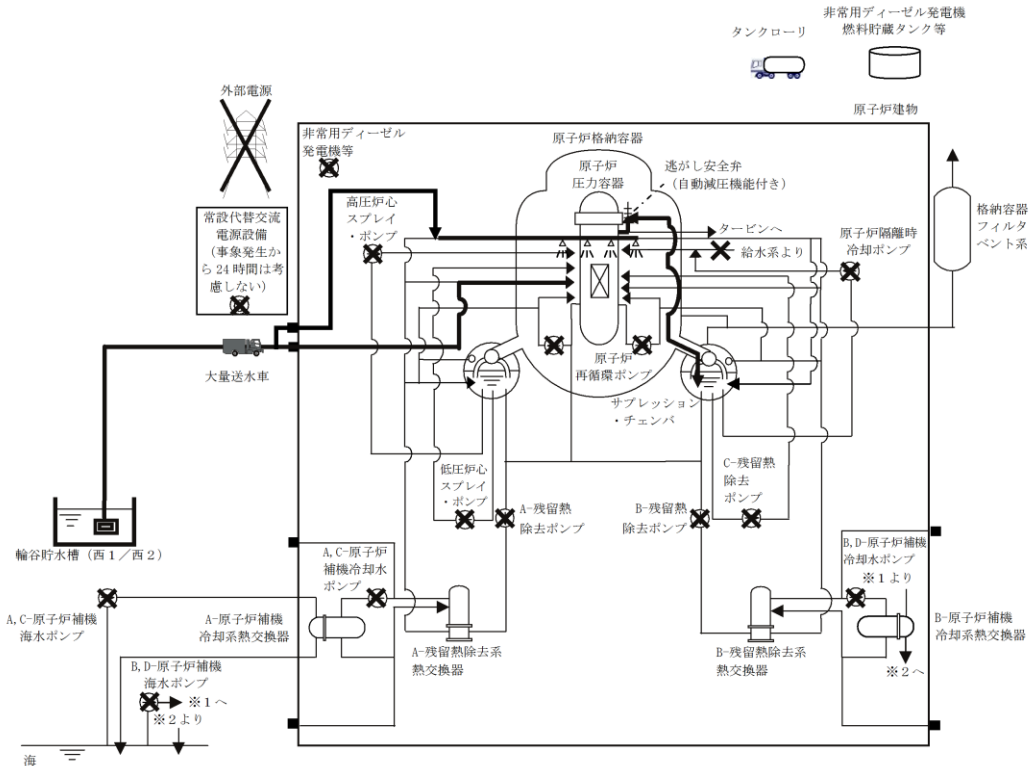 非常用ディーゼル発電機
燃料貯蔵タンク等
タンクローリ
外部電源
原子炉建物
非常用ディーゼル
発電機等
原子炉格納容器
原子炉
圧力容器
逃がし安全弁
（自動減圧機能付き）
高圧炉心
スプレイ
・ポンプ
常設代替交流
電源設備
（事象発生か
ら24時間は考
慮しない）
タービンへ
給水系より
原子炉隔離時
冷却ポンプ
格納容器
フィルタ
ベント系
大量送水車
原子炉
再循環ポンプ
サプレッション
・チェンバ
低圧炉心
スプレイ
・ポンプ
A-残留熱
除去ポンプ
B-残留熱
除去ポンプ
C-残留熱
除去
ポンプ
輪谷貯水槽（西1／西2）
A,C-原子炉
補機冷却水
ポンプ
B,D-原子炉補機
冷却水ポンプ
※1より
A,C-原子炉補機
海水ポンプ
A-原子炉補機
冷却系熱交換器
B-原子炉補機
冷却系熱交換器
A-残留熱除去系
熱交換器
B-残留熱除去系
熱交換器
※2へ
B,D-原子炉補機
海水ポンプ
※1へ
※2より
海